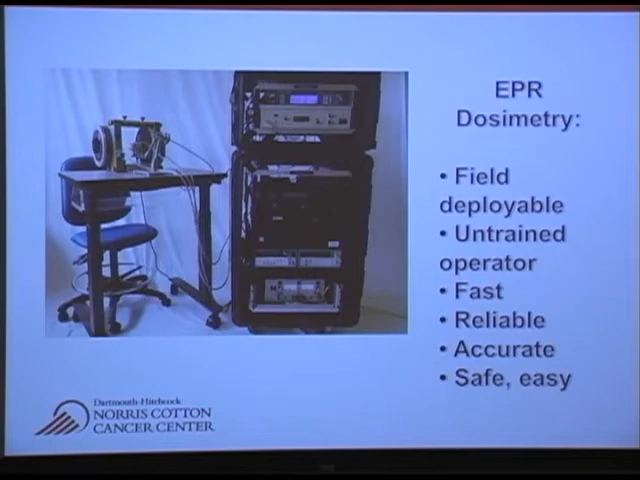 EPR
Dosimetry:
• Field
deployable
• Untrained
operator
• Fast
• Reliable
• Accurate
• Safe, easy
Dartmouth-Hitchcock
NORRIS COTTON
CANCER CENTER